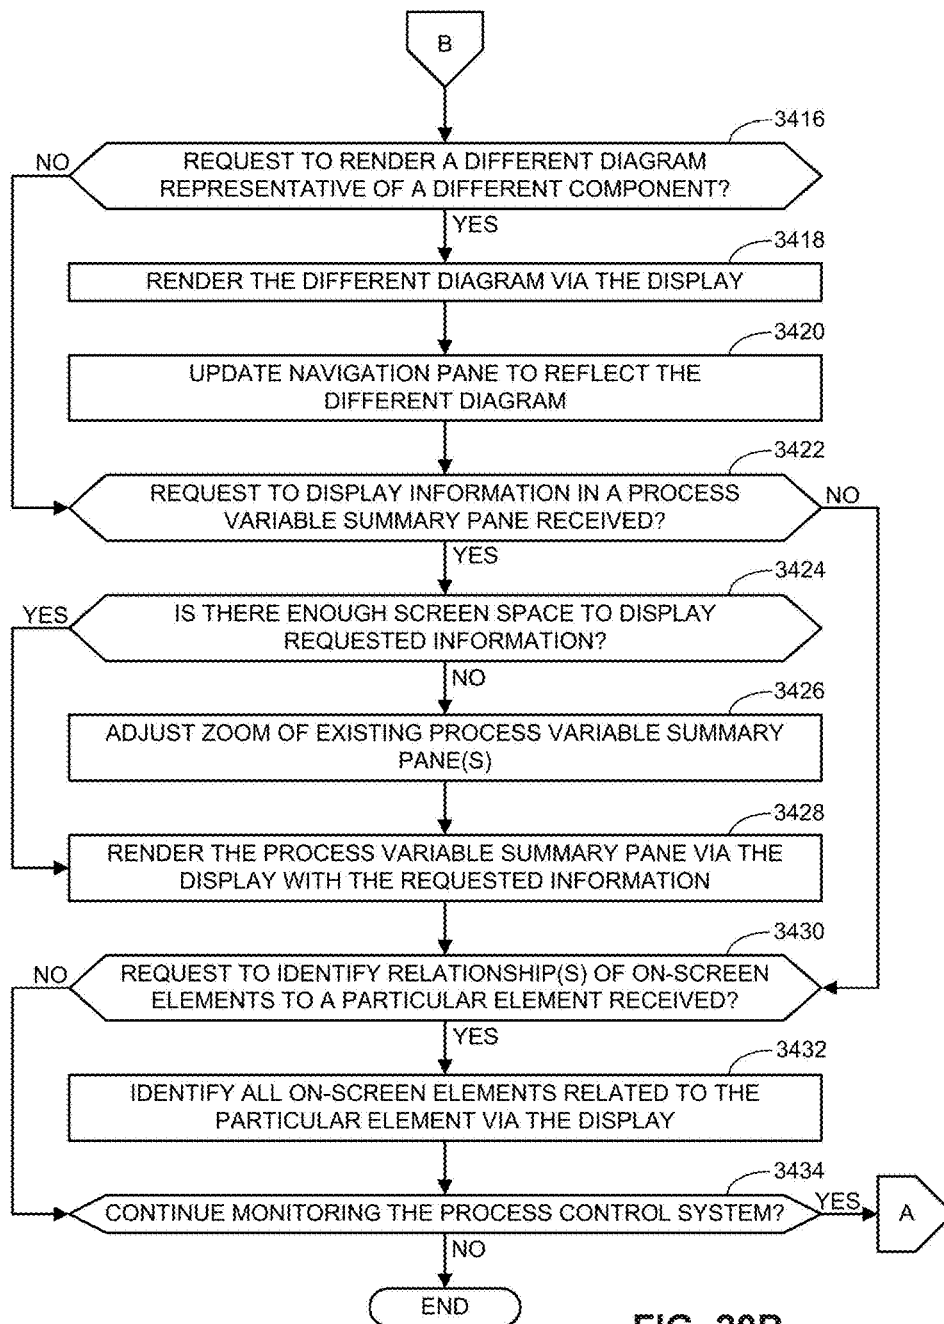 B
3416
NO
REQUEST TO RENDER A DIFFERENT DIAGRAM
REPRESENTATIVE OF A DIFFERENT COMPONENT?
YES
3418
RENDER THE DIFFERENT DIAGRAM VIA THE DISPLAY
3420
UPDATE NAVIGATION PANE TO REFLECT THE
DIFFERENT DIAGRAM
3422
REQUEST TO DISPLAY INFORMATION IN A PROCESS
VARIABLE SUMMARY PANE RECEIVED?
NO
YES
3424
YES
IS THERE ENOUGH SCREEN SPACE TO DISPLAY
REQUESTED INFORMATION?
NO
3426
ADJUST ZOOM OF EXISTING PROCESS VARIABLE SUMMARY
PANE(S)
3428
RENDER THE PROCESS VARIABLE SUMMARY PANE VIA THE
DISPLAY WITH THE REQUESTED INFORMATION
3430
NO
REQUEST TO IDENTIFY RELATIONSHIP(S) OF ON-SCREEN
ELEMENTS TO A PARTICULAR ELEMENT RECEIVED?
YES
3432
IDENTIFY ALL ON-SCREEN ELEMENTS RELATED TO THE
PARTICULAR ELEMENT VIA THE DISPLAY
3434
CONTINUE MONITORING THE PROCESS CONTROL SYSTEM?
YES
A
NO
END
FIG.